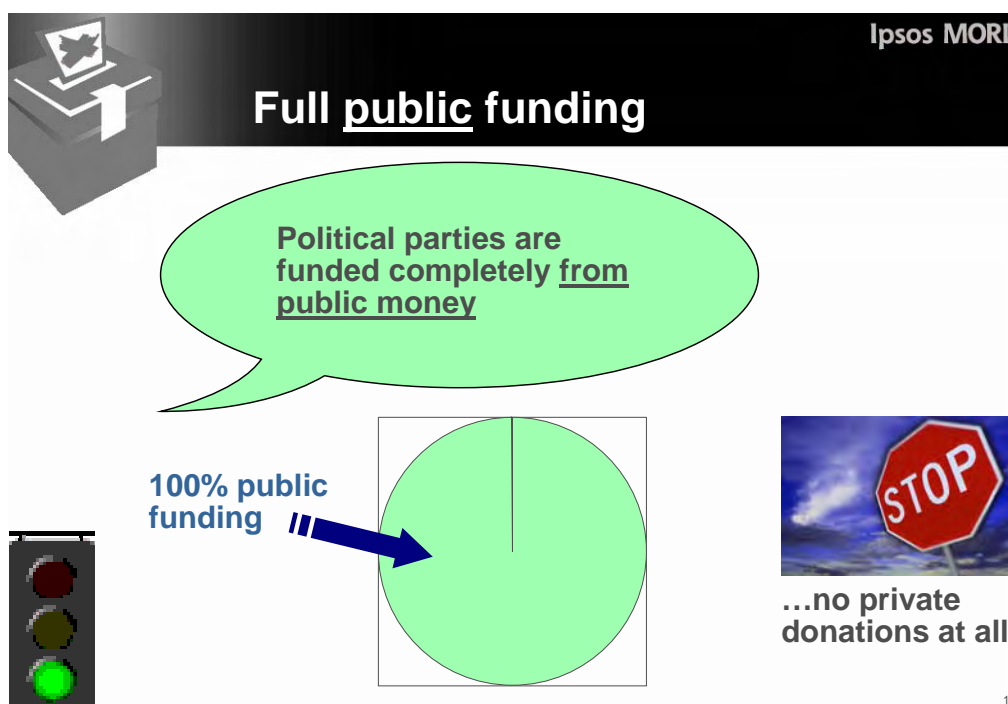 Ipsos MORI
Full public funding
Political parties are
funded completely from
public money
100% public
funding
STOP
…no private
donations at all
1